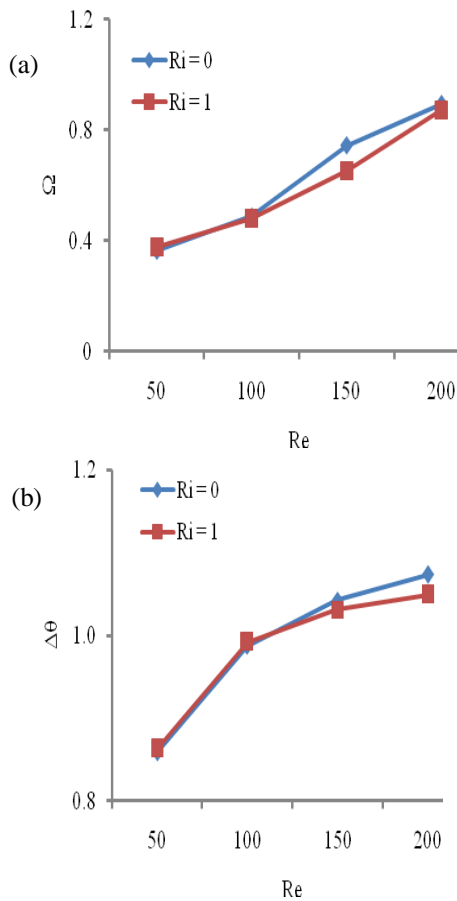 (a)
1.2
Ri = 0
Ri = 1
0.8
Ω
0.4
0
50 100 150 200
Re
(b)
1.2
Ri = 0
Ri = 1
1.0
Δθ
0.8
50 100 150 200
Re